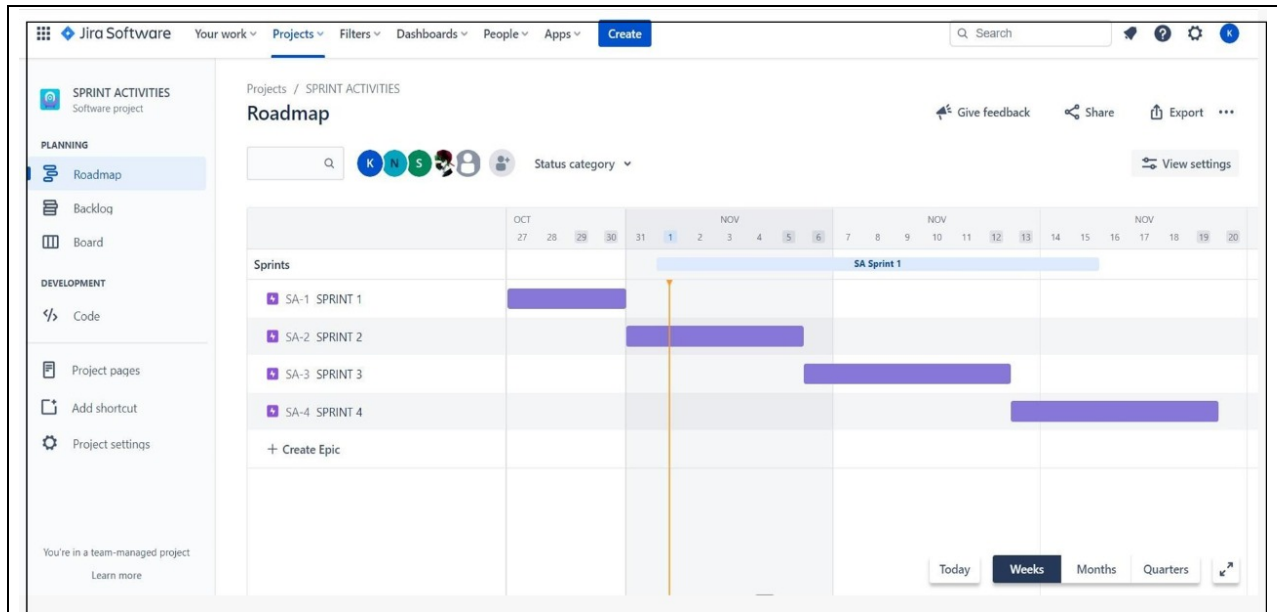 Jira Software Your work Projects Filters Dashboards People Apps Create Search K
SPRINT ACTIVITIES
Software project
PLANNING
Roadmap
Backlog
Board
DEVELOPMENT
Code
Project pages
Add shortcut
Project settings
You're in a team-managed project
Learn more
Projects / SPRINT ACTIVITIES
Roadmap
Give feedback Share Export
K N S Status category View settings
OCT NOV NOV NOV
27 28 29 30 31 1 2 3 4 5 6 7 8 9 10 11 12 13 14 15 16 17 18 19 20
Sprints SA Sprint 1
SA-1 SPRINT 1
SA-2 SPRINT 2
SA-3 SPRINT 3
SA-4 SPRINT 4
+ Create Epic
Today Weeks Months Quarters